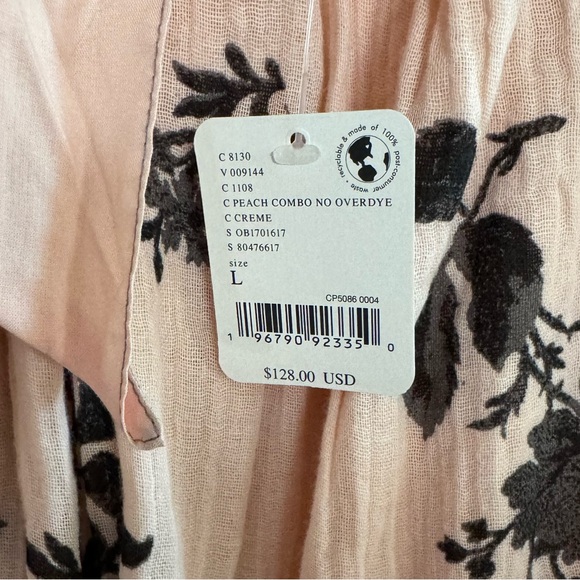 recyclable & made of 100% post-consumer waste •
C 8130
V 009144
C 1108
C PEACH COMBO NO OVERDYE
C CREME
S OB1701617
S 80476617
size
L
CP5086 0004
1 96790 92335 0
$128.00 USD